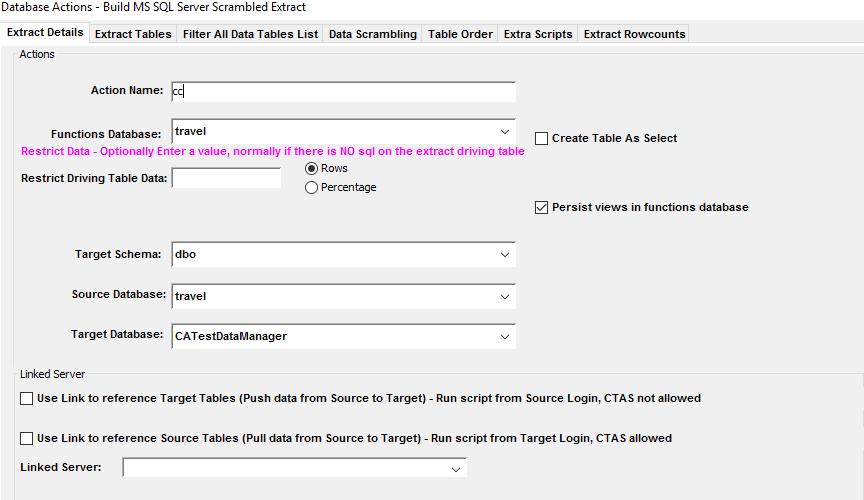 Database Actions - Build MS SQL Server Scrambled Extract
Extract Details Extract Tables Filter All Data Tables List Data Scrambling Table Order Extra Scripts Extract Rowcounts
Actions
Action Name: cc
Functions Database: travel
Create Table As Select
Restrict Data - Optionally Enter a value, normally if there is NO sql on the extract driving table
Restrict Driving Table Data: Rows
Percentage
Persist views in functions database
Target Schema: dbo
Source Database: travel
Target Database: CATestDataManager
Linked Server
Use Link to reference Target Tables (Push data from Source to Target) - Run script from Source Login, CTAS not allowed
Use Link to reference Source Tables (Pull data from Source to Target) - Run script from Target Login, CTAS allowed
Linked Server: